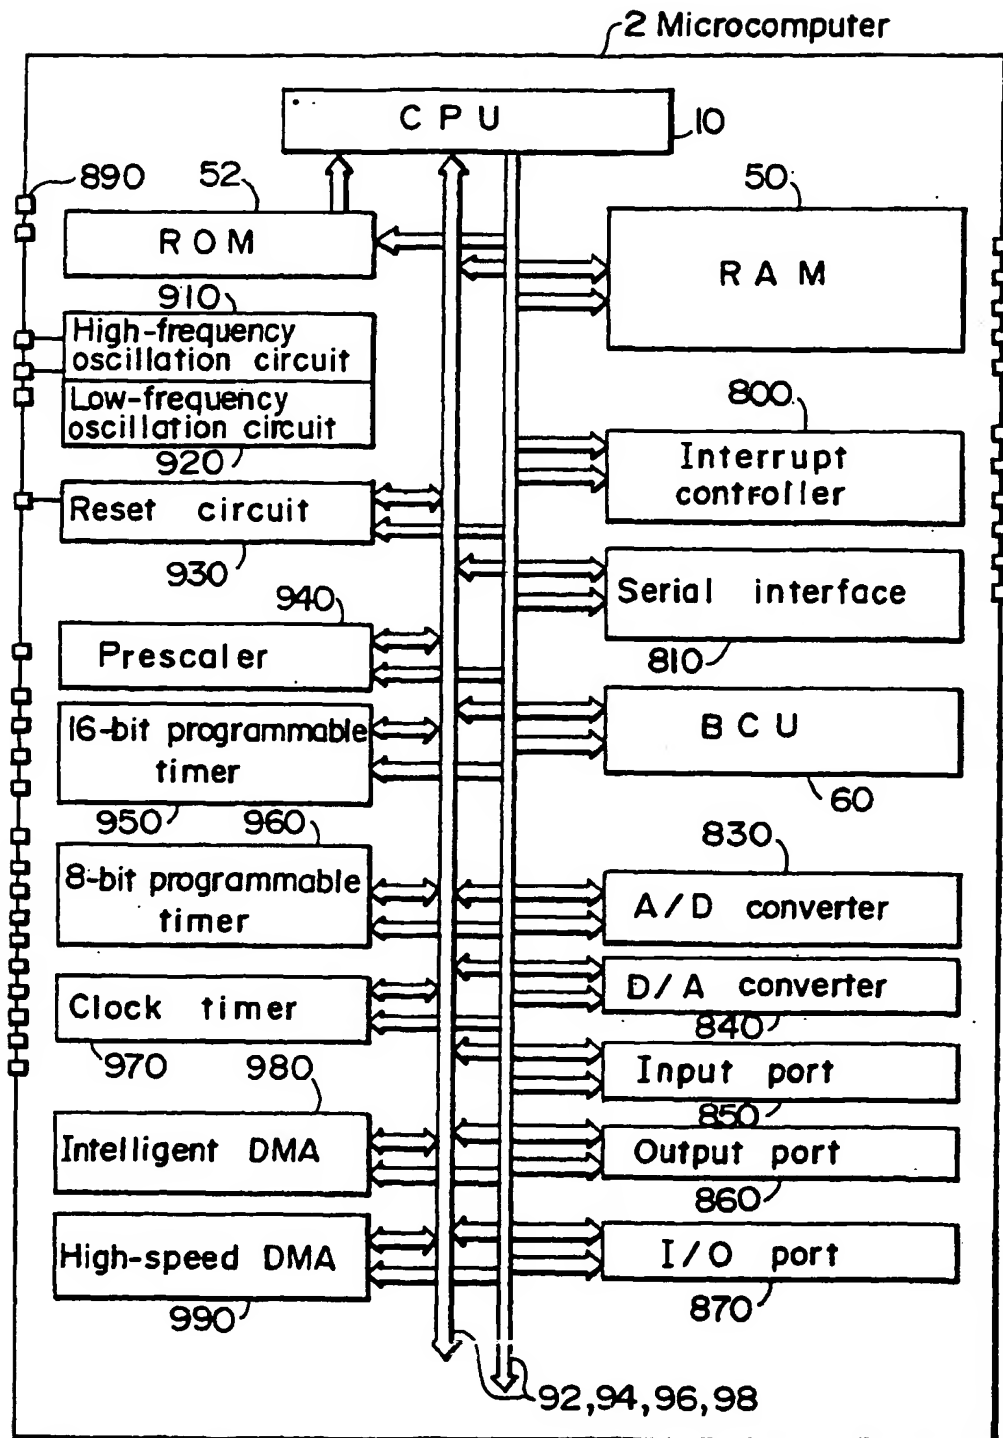 2 Microcomputer
CPU
10
890
52
50
ROM
RAM
910
High-frequency
oscillation circuit
Low-frequency
oscillation circuit
920
800
Interrupt
controller
Reset circuit
930
Serial interface
810
940
Prescaler
16-bit programmable
timer
950
BCU
60
960
8-bit programmable
timer
830
A/D converter
D/A converter
840
Clock timer
970
Input port
850
980
Intelligent DMA
Output port
860
High-speed DMA
990
I/O port
870
92,94,96,98